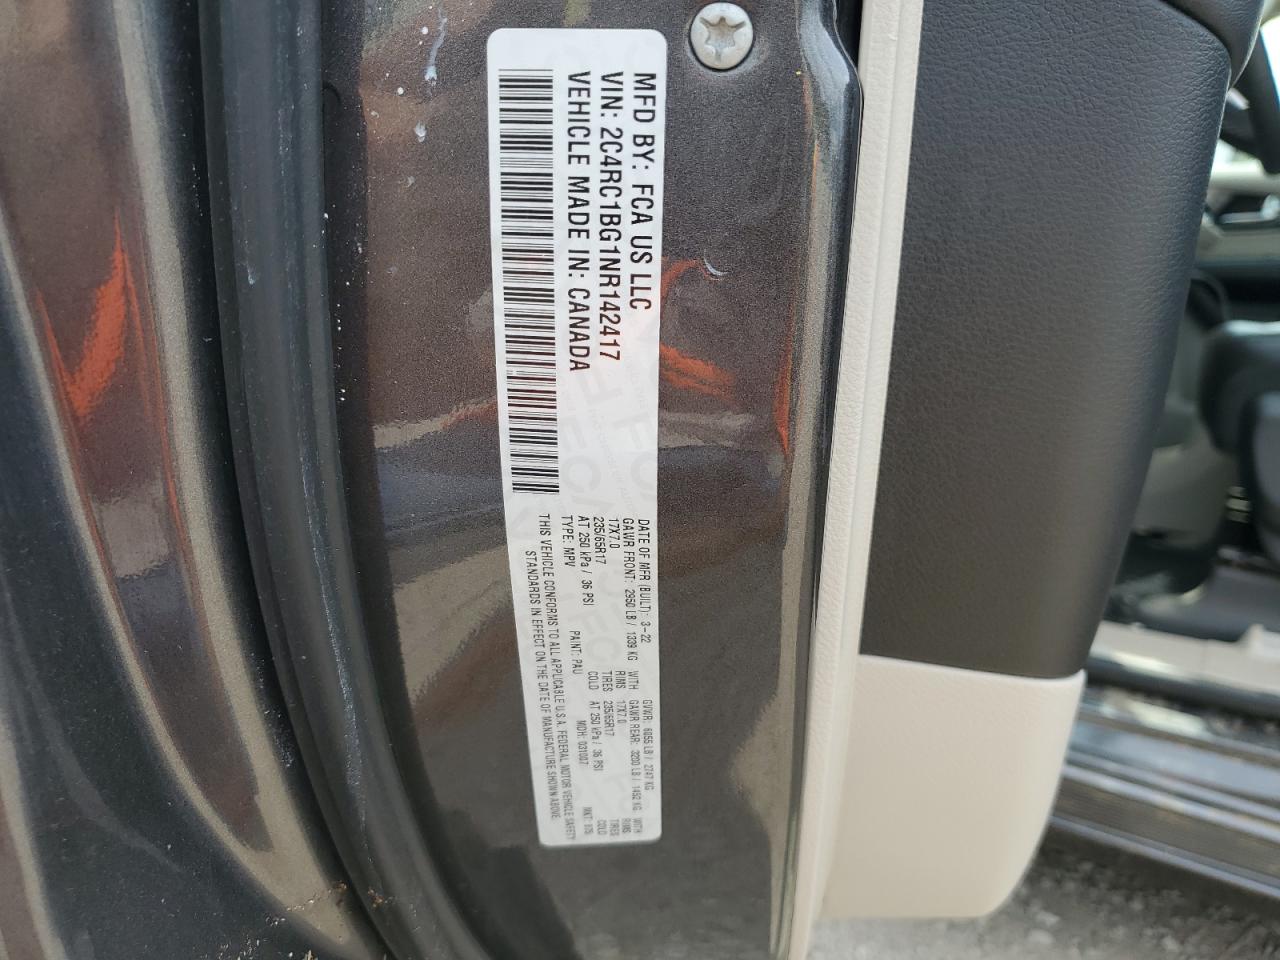 MFD BY: FCA US LLC
VIN: 2C4RC1BG1NR142417
VEHICLE MADE IN: CANADA
DATE OF MFR (BUILT): 3-22 GVWR: 6055 LB / 2747 KG
GAWR FRONT: 2950 LB / 1339 KG WITH GAWR REAR: 3200 LB / 1452 KG WITH
17X7.0 RIMS 17X7.0 RIMS
235/65R17 TIRES 235/65R17 TIRES
AT 250 kPa / 36 PSI COLD AT 250 kPa / 36 PSI COLD
TYPE: MPV PAINT: PAU MDH: 031007 MKT:
THIS VEHICLE CONFORMS TO ALL APPLICABLE U.S.A. FEDERAL MOTOR VEHICLE SAFETY
STANDARDS IN EFFECT ON THE DATE OF MANUFACTURE SHOWN ABOVE.